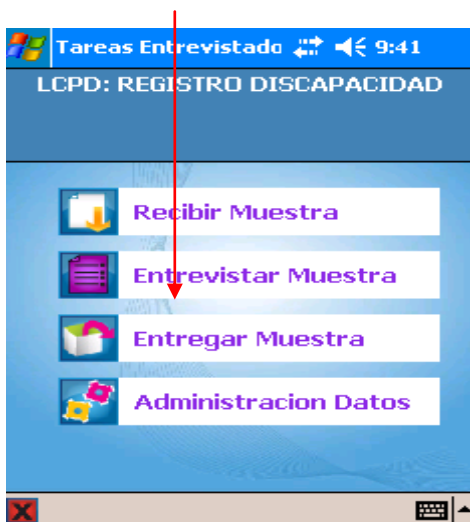 Tareas Entrevistado 9:41
LCPD: REGISTRO DISCAPACIDAD
Recibir Muestra
Entrevistar Muestra
Entregar Muestra
Administracion Datos